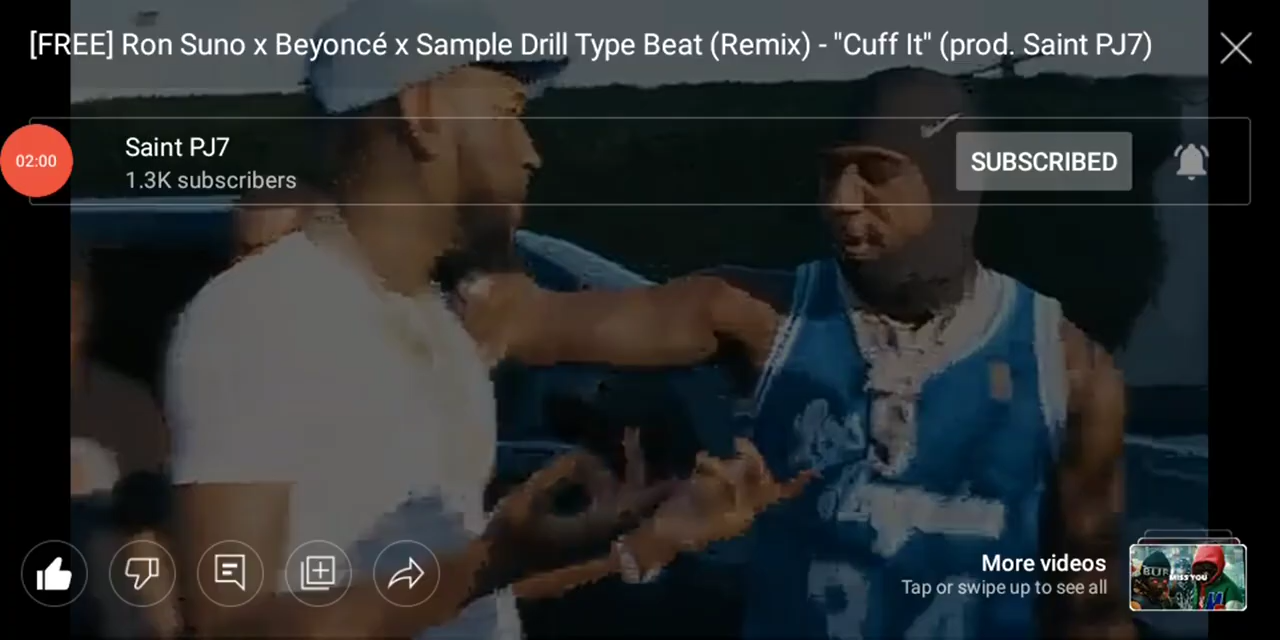 [FREE] Ron Suno x Beyoncé x Sample Drill Type Beat (Remix) - "Cuff It" (prod. Saint PJ7)
02:00
Saint PJ7
1.3K subscribers
SUBSCRIBED
More videos
Tap or swipe up to see all
MISS YOU